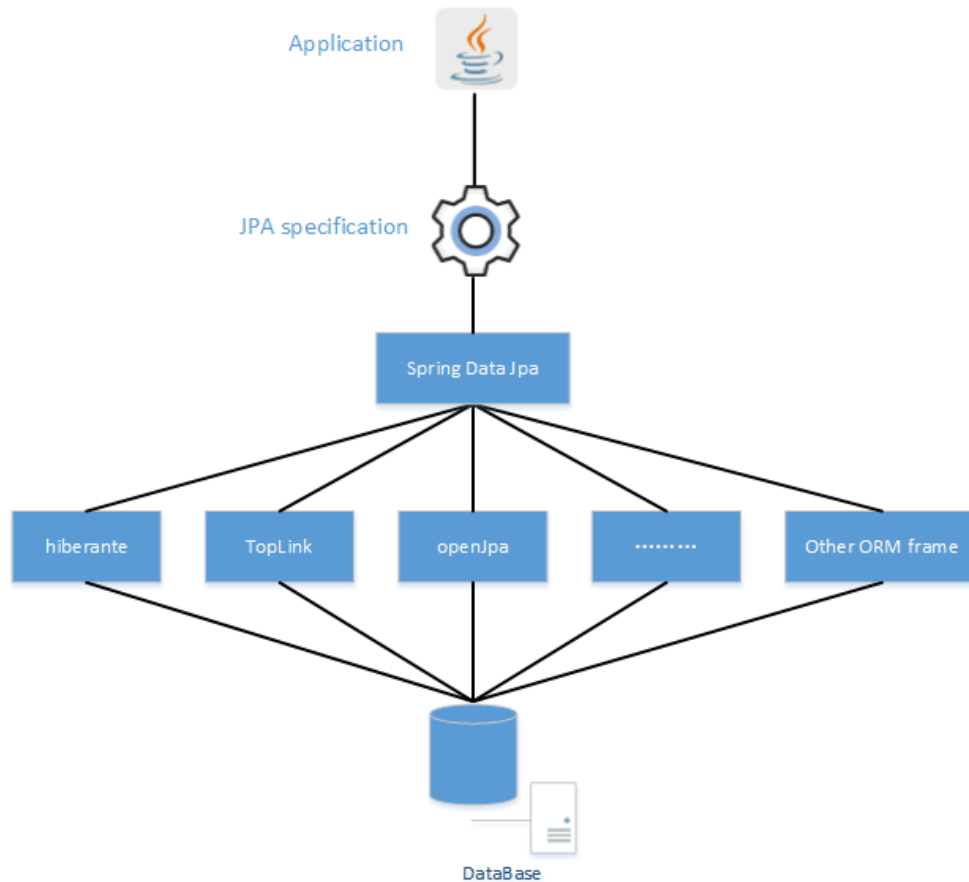 Application
JPA specification
Spring Data Jpa
hiberante
TopLink
openJpa
………
Other ORM frame
DataBase